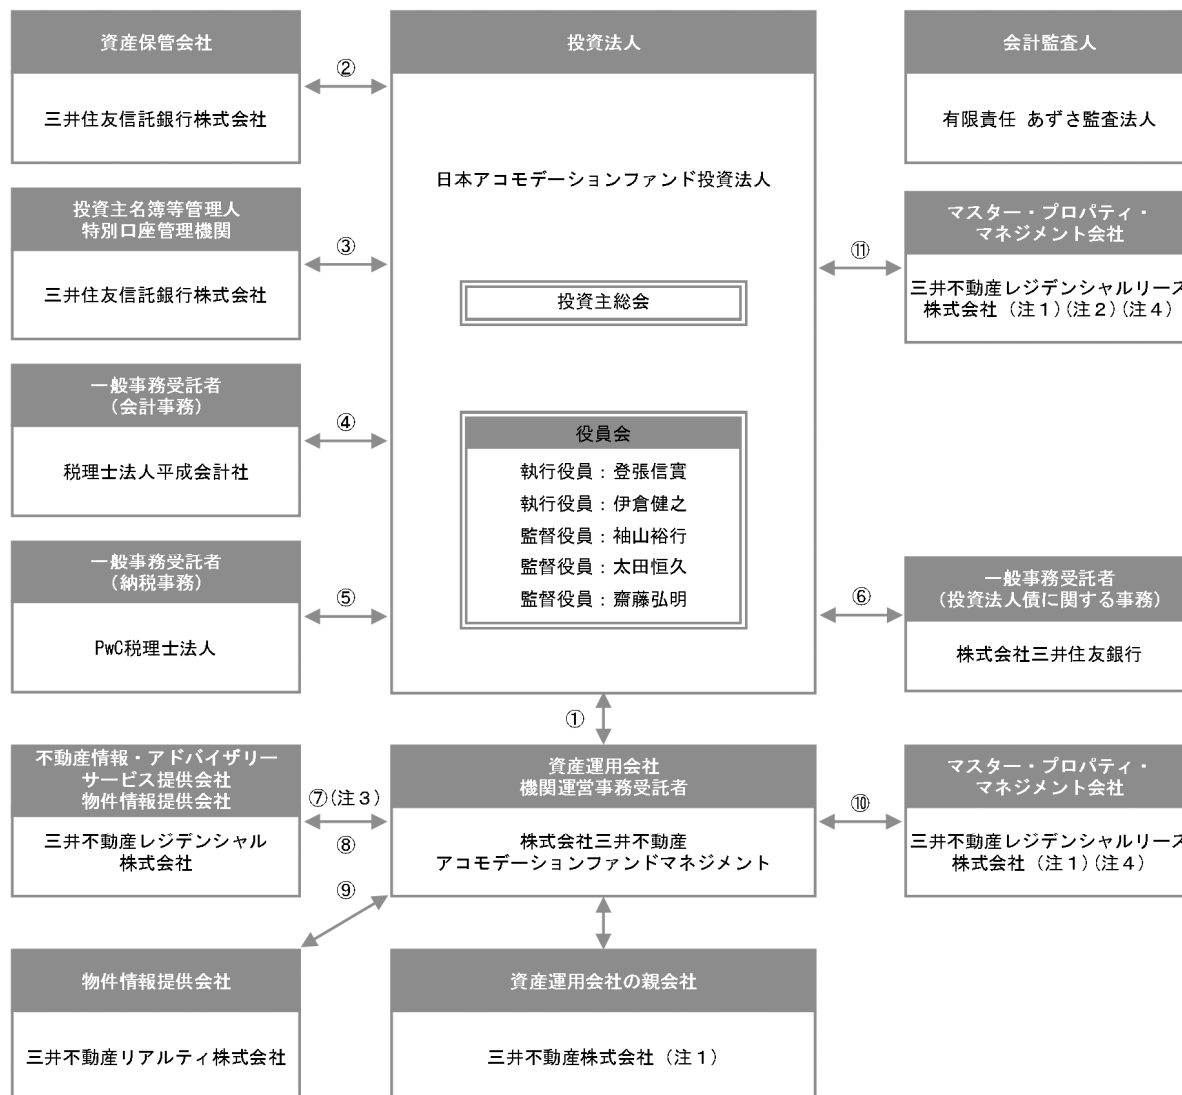 資産保管会社
三井住友信託銀行株式会社
②
投資法人
日本アコモデーションファンド投資法人
投資主総会
役員会
執行役員：登張信實
執行役員：伊倉健之
監督役員：袖山裕行
監督役員：太田恒久
監督役員：齋藤弘明
会計監査人
有限責任 あずさ監査法人
投資主名簿等管理人
特別口座管理機関
三井住友信託銀行株式会社
③
マスター・プロパティ・
マネジメント会社
三井不動産レジデンシャルリース
株式会社（注１）（注２）（注４）
⑪
一般事務受託者
（会計事務）
税理士法人平成会計社
④
一般事務受託者
（納税事務）
PwC税理士法人
⑤
⑥
一般事務受託者
（投資法人債に関する事務）
株式会社三井住友銀行
①
不動産情報・アドバイザリー
サービス提供会社
物件情報提供会社
三井不動産レジデンシャル
株式会社
⑦（注３）
⑧
⑨
資産運用会社
機関運営事務受託者
株式会社三井不動産
アコモデーションファンドマネジメント
⑩
マスター・プロパティ・
マネジメント会社
三井不動産レジデンシャルリース
株式会社（注１）（注４）
物件情報提供会社
三井不動産リアルティ株式会社
資産運用会社の親会社
三井不動産株式会社（注１）